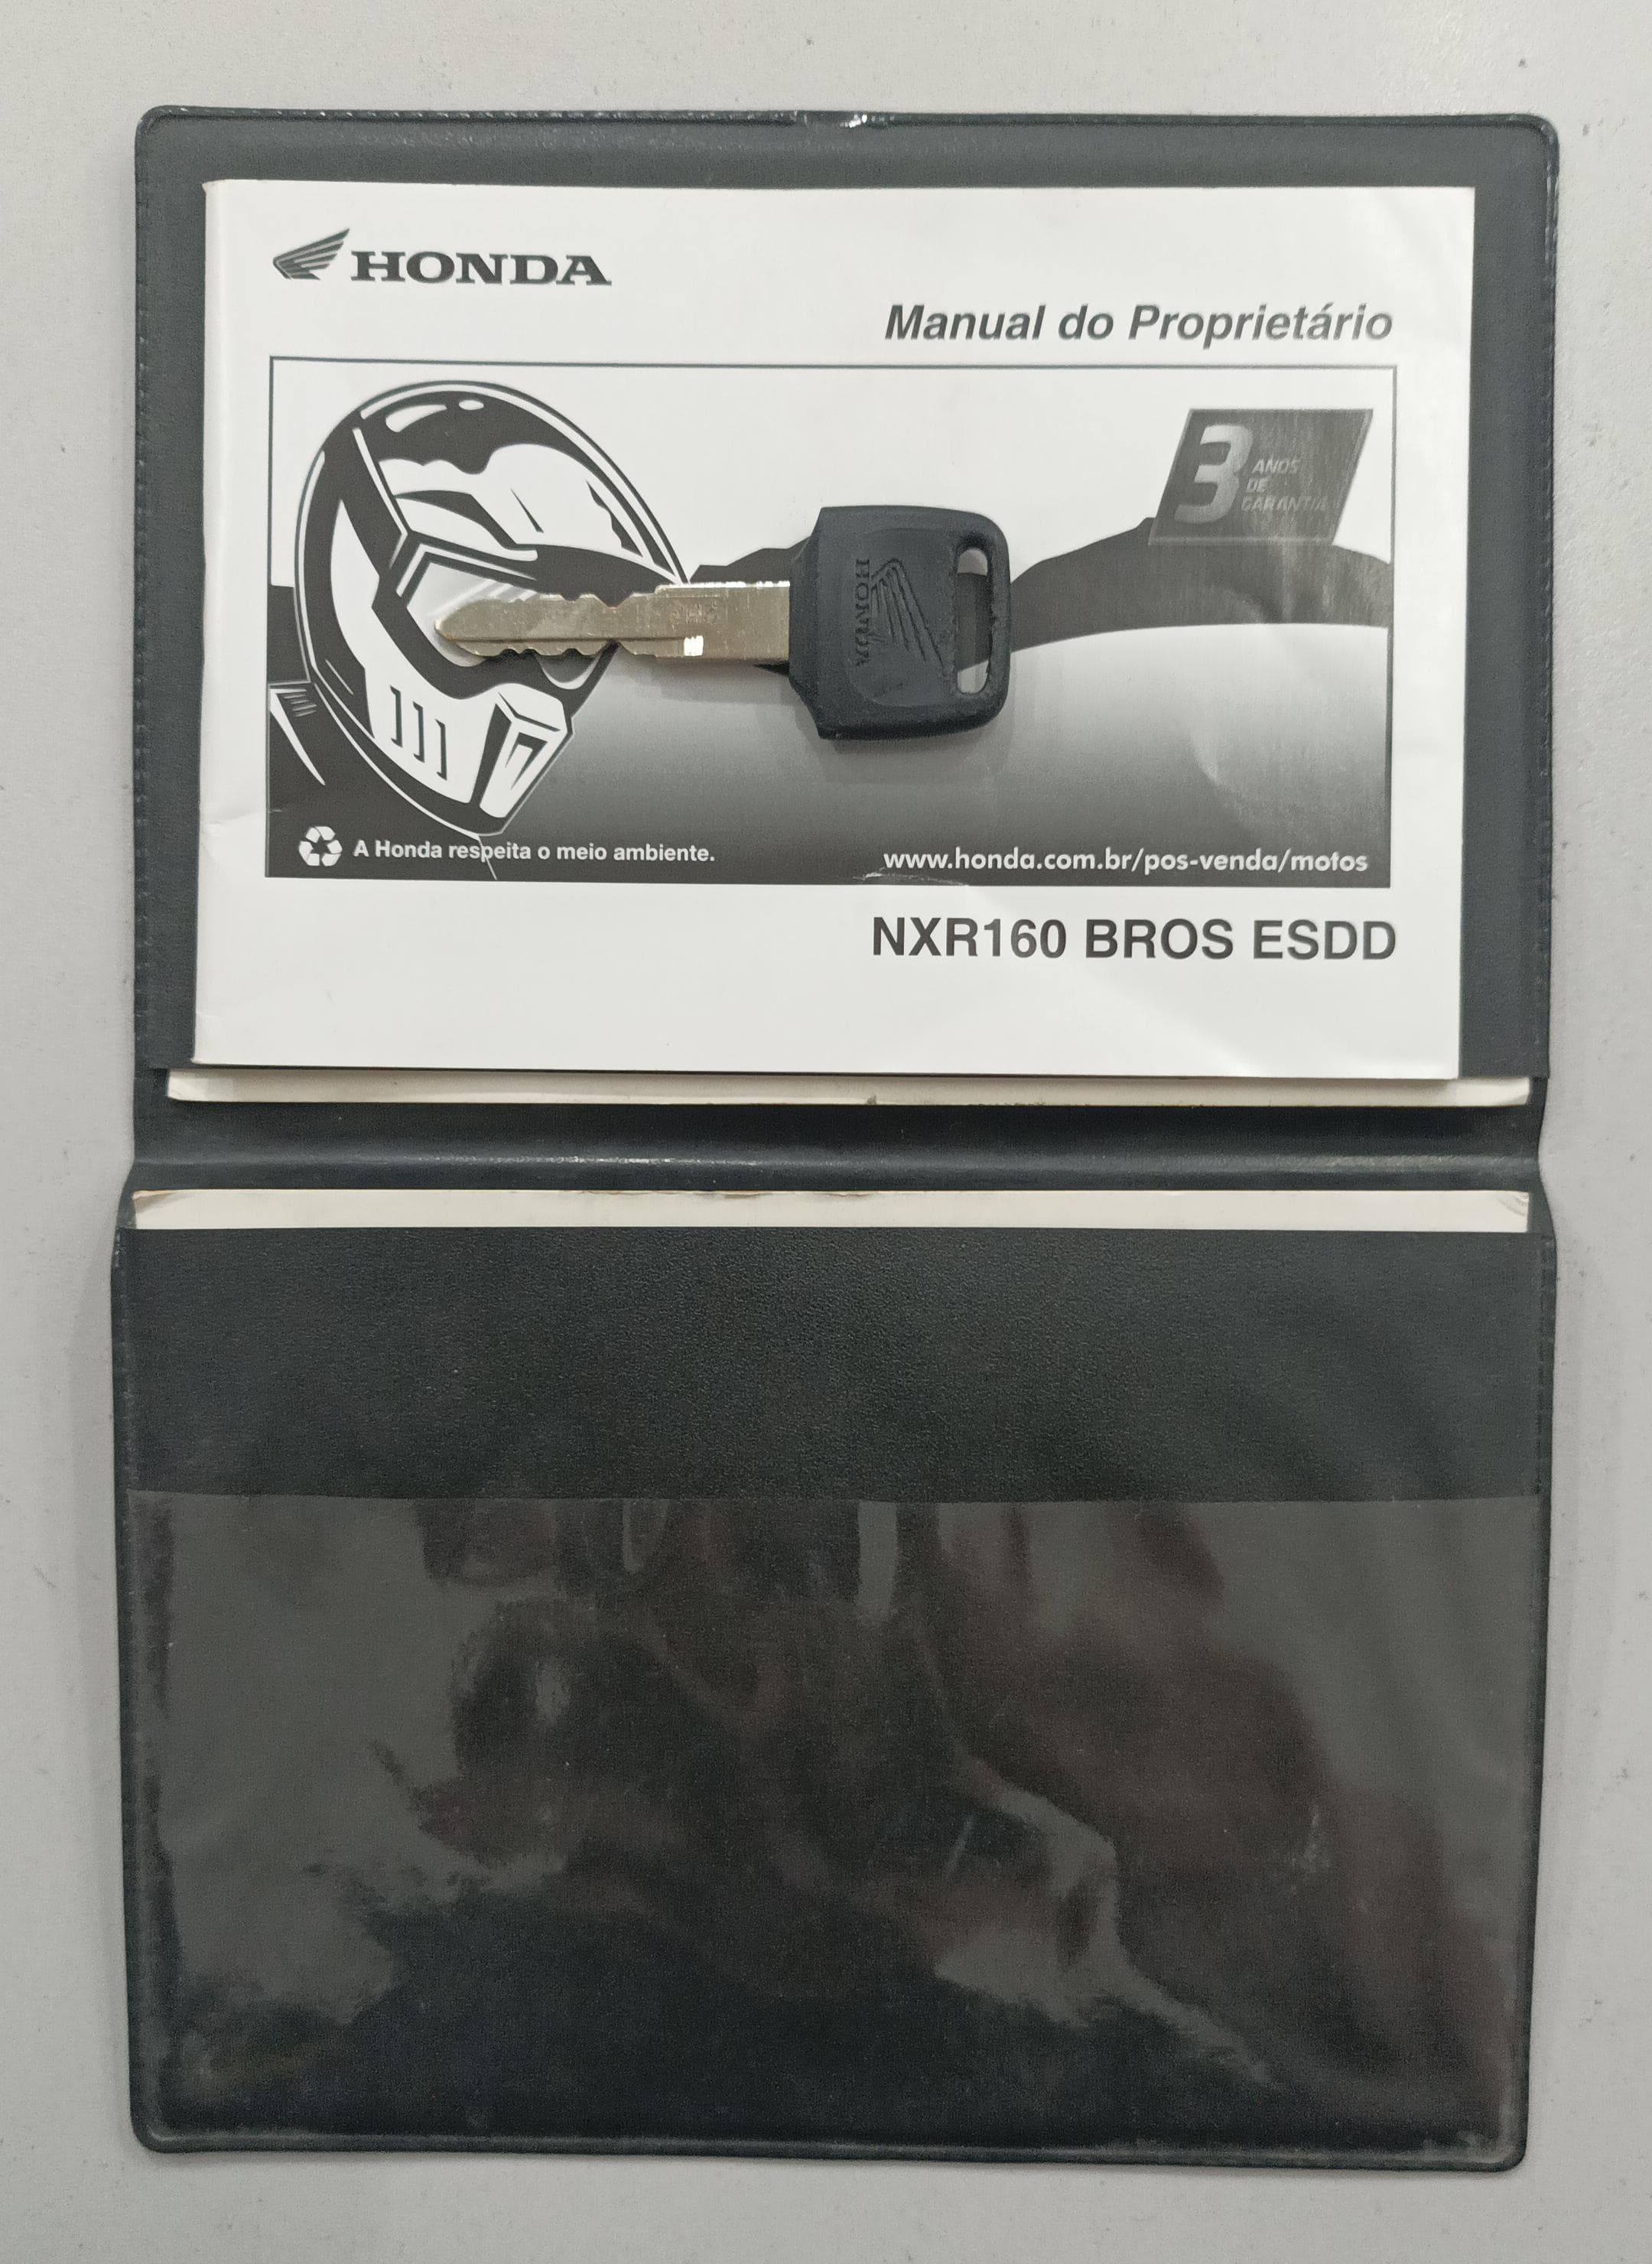 HONDA
Manual do Proprietário
3 ANOS
DE
GARANTIA
HONDA
A Honda respeita o meio ambiente.
www.honda.com.br/pos-venda/motos
NXR160 BROS ESDD